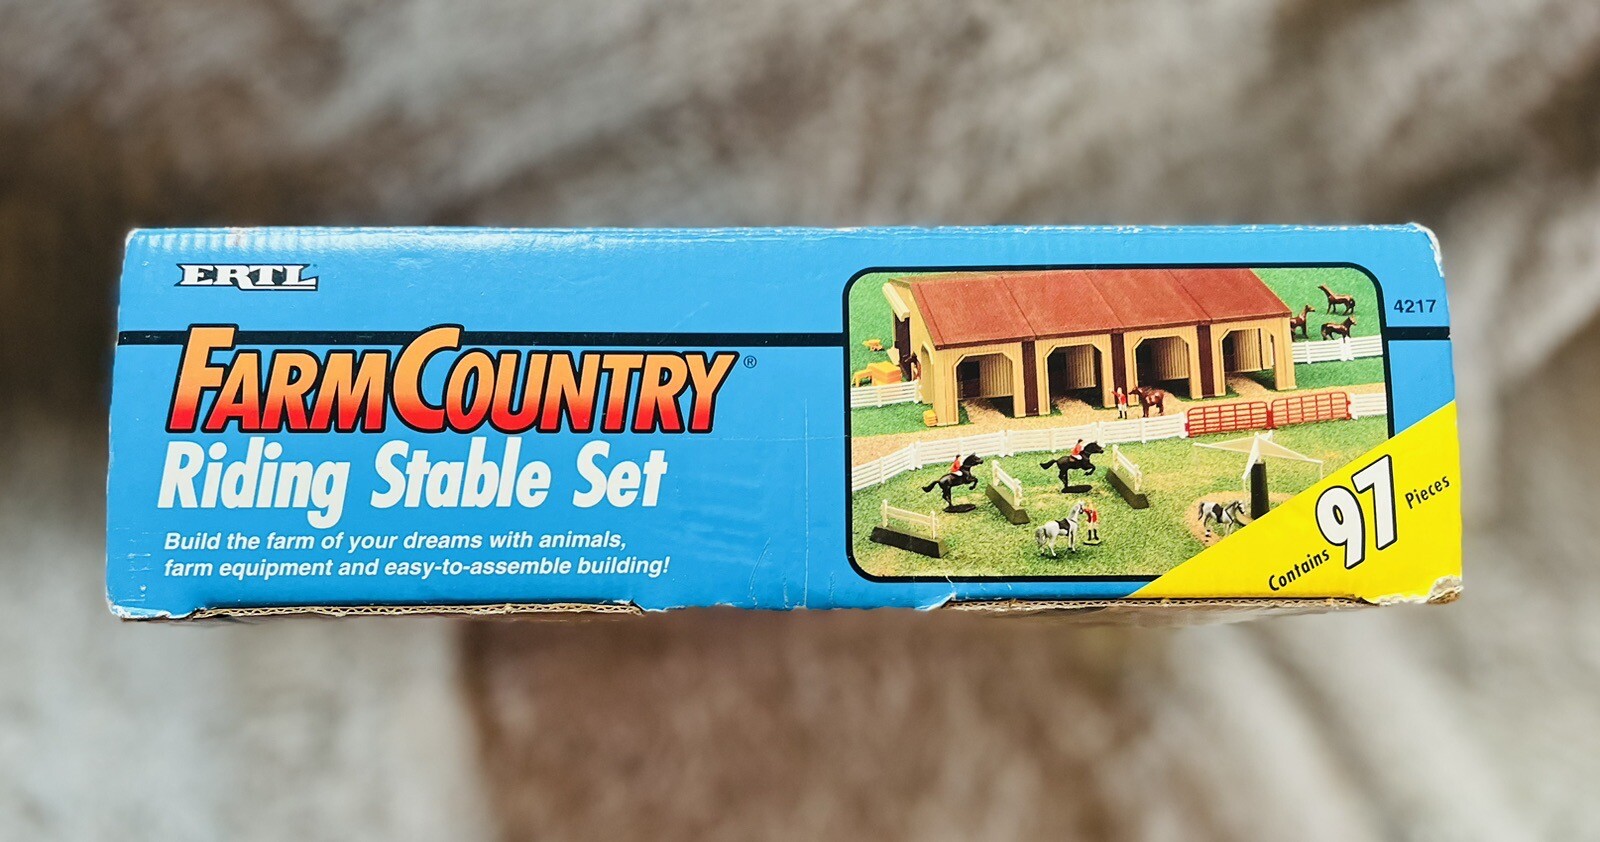 ERTL
4217
FARM COUNTRY®
Riding Stable Set
Build the farm of your dreams with animals,
farm equipment and easy-to-assemble building!
Contains 97 Pieces